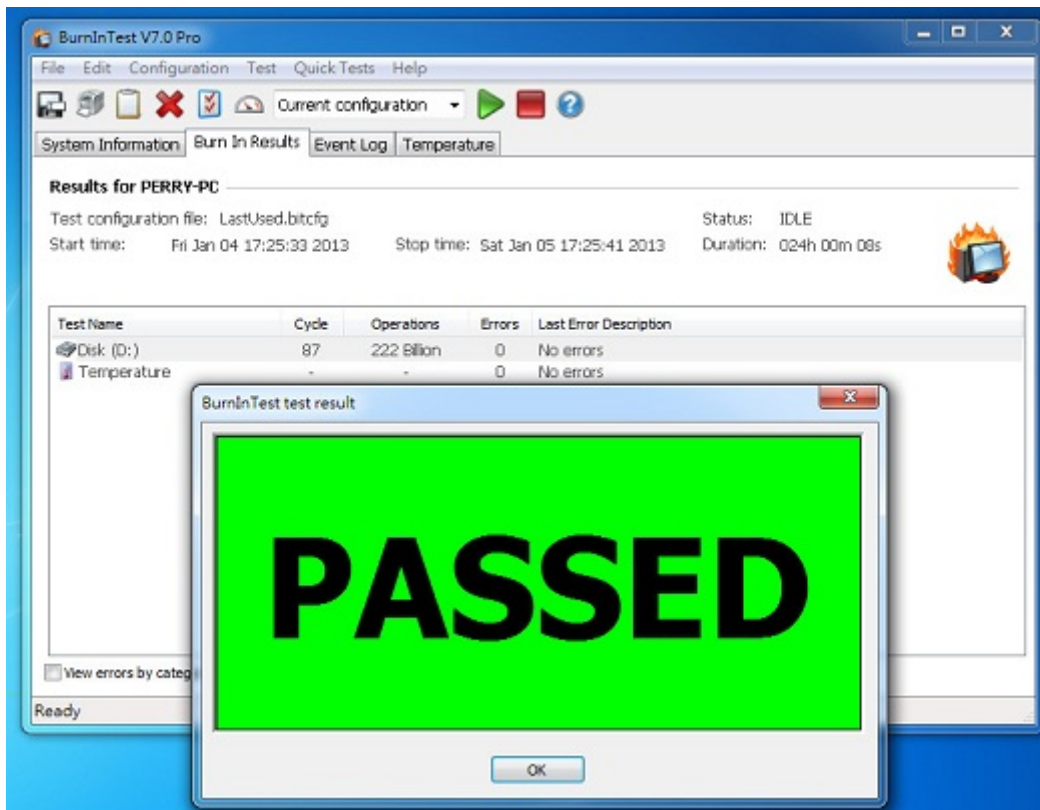 BurnInTest V7.0 Pro
File Edit Configuration Test Quick Tests Help
Current configuration
System Information Burn In Results Event Log Temperature
Results for PERRY-PC
Test configuration file: LastUsed.bitcfg Status: IDLE
Start time: Fri Jan 04 17:25:33 2013 Stop time: Sat Jan 05 17:25:41 2013 Duration: 024h 00m 08s
Test Name Cycle Operations Errors Last Error Description
Disk (D:) 87 222 Billion 0 No errors
Temperature - - 0 No errors
BurnInTest test result
PASSED
View errors by categ
Ready
OK